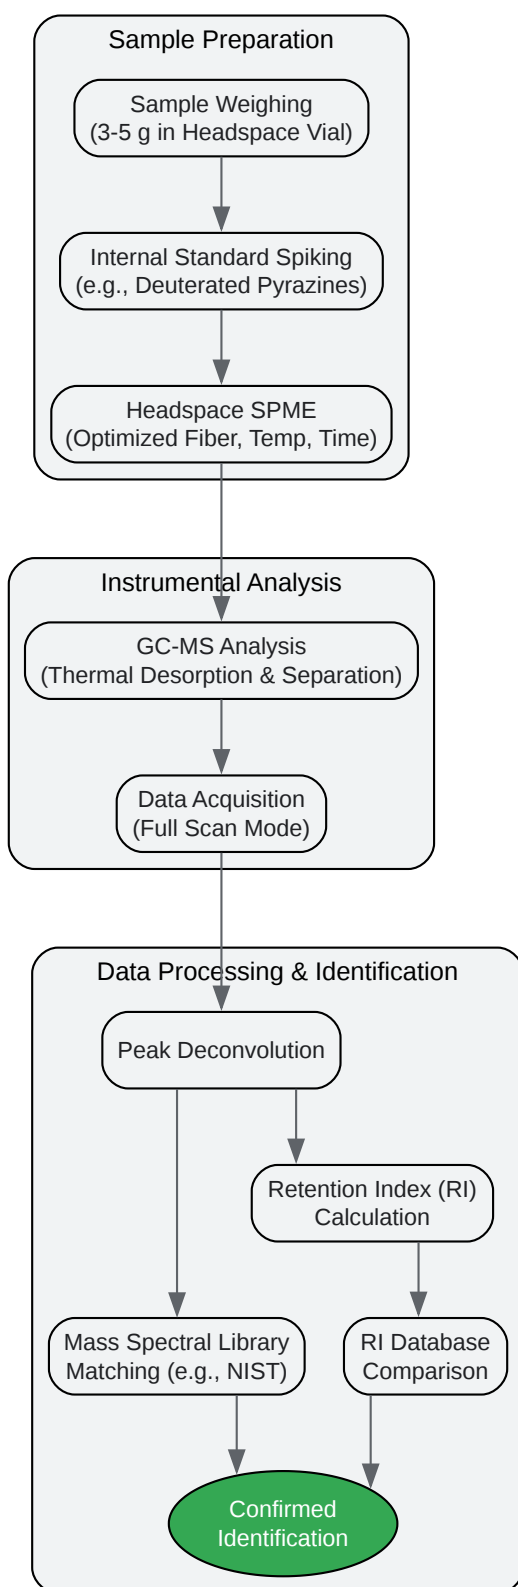 Sample Preparation
Sample Weighing
(3-5 g in Headspace Vial)
Internal Standard Spiking
(e.g., Deuterated Pyrazines)
Headspace SPME
(Optimized Fiber, Temp, Time)
Instrumental Analysis
GC-MS Analysis
(Thermal Desorption & Separation)
Data Acquisition
(Full Scan Mode)
Data Processing & Identification
Peak Deconvolution
Retention Index (RI)
Calculation
Mass Spectral Library
Matching (e.g., NIST)
RI Database
Comparison
Confirmed
Identification